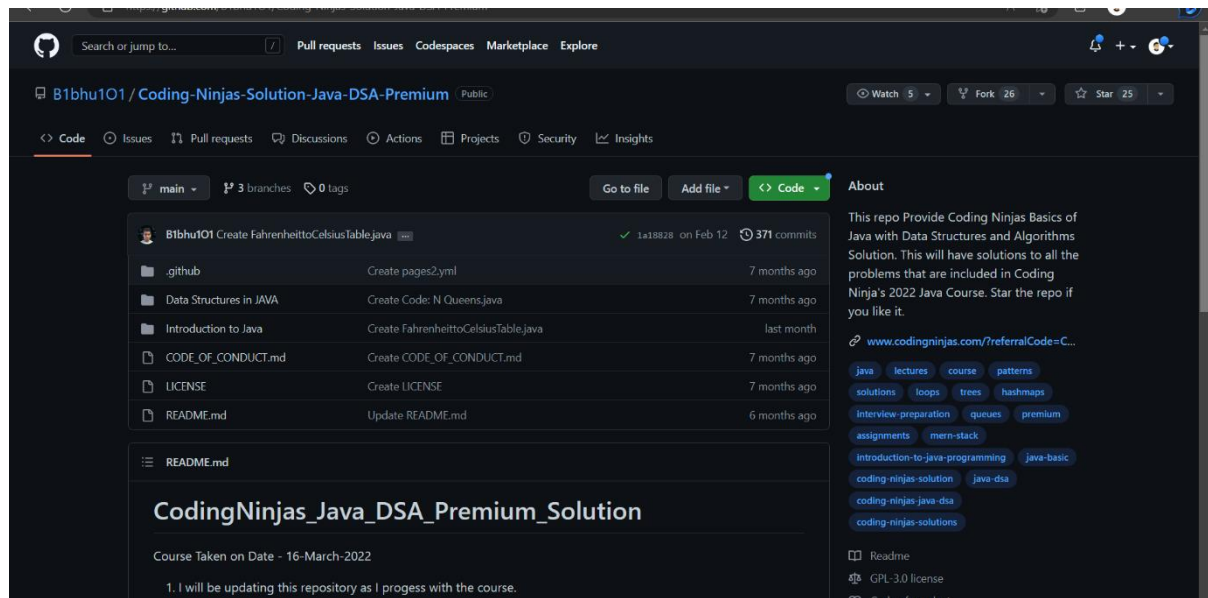 Search or jump to... /
Pull requests Issues Codespaces Marketplace Explore
B1bhu1O1 / Coding-Ninjas-Solution-Java-DSA-Premium Public
Watch 5 Fork 26 Star 25
<> Code Issues Pull requests Discussions Actions Projects Security Insights
main 3 branches 0 tags Go to file Add file <> Code
B1bhu1O1 Create FahrenheittoCelsiusTable.java ... 1a18828 on Feb 12 371 commits
.github Create pages2.yml 7 months ago
Data Structures in JAVA Create Code: N Queens.java 7 months ago
Introduction to Java Create FahrenheittoCelsiusTable.java last month
CODE_OF_CONDUCT.md Create CODE_OF_CONDUCT.md 7 months ago
LICENSE Create LICENSE 7 months ago
README.md Update README.md 6 months ago
README.md
CodingNinjas_Java_DSA_Premium_Solution
Course Taken on Date - 16-March-2022
1. I will be updating this repository as I progess with the course.
About
This repo Provide Coding Ninjas Basics of
Java with Data Structures and Algorithms
Solution. This will have solutions to all the
problems that are included in Coding
Ninja's 2022 Java Course. Star the repo if
you like it.
www.codingninjas.com/?referralCode=C...
java lectures course patterns
solutions loops trees hashmaps
interview-preparation queues premium
assignments mern-stack
introduction-to-java-programming java-basic
coding-ninjas-solution java-dsa
coding-ninjas-java-dsa
coding-ninjas-solutions
Readme
GPL-3.0 license